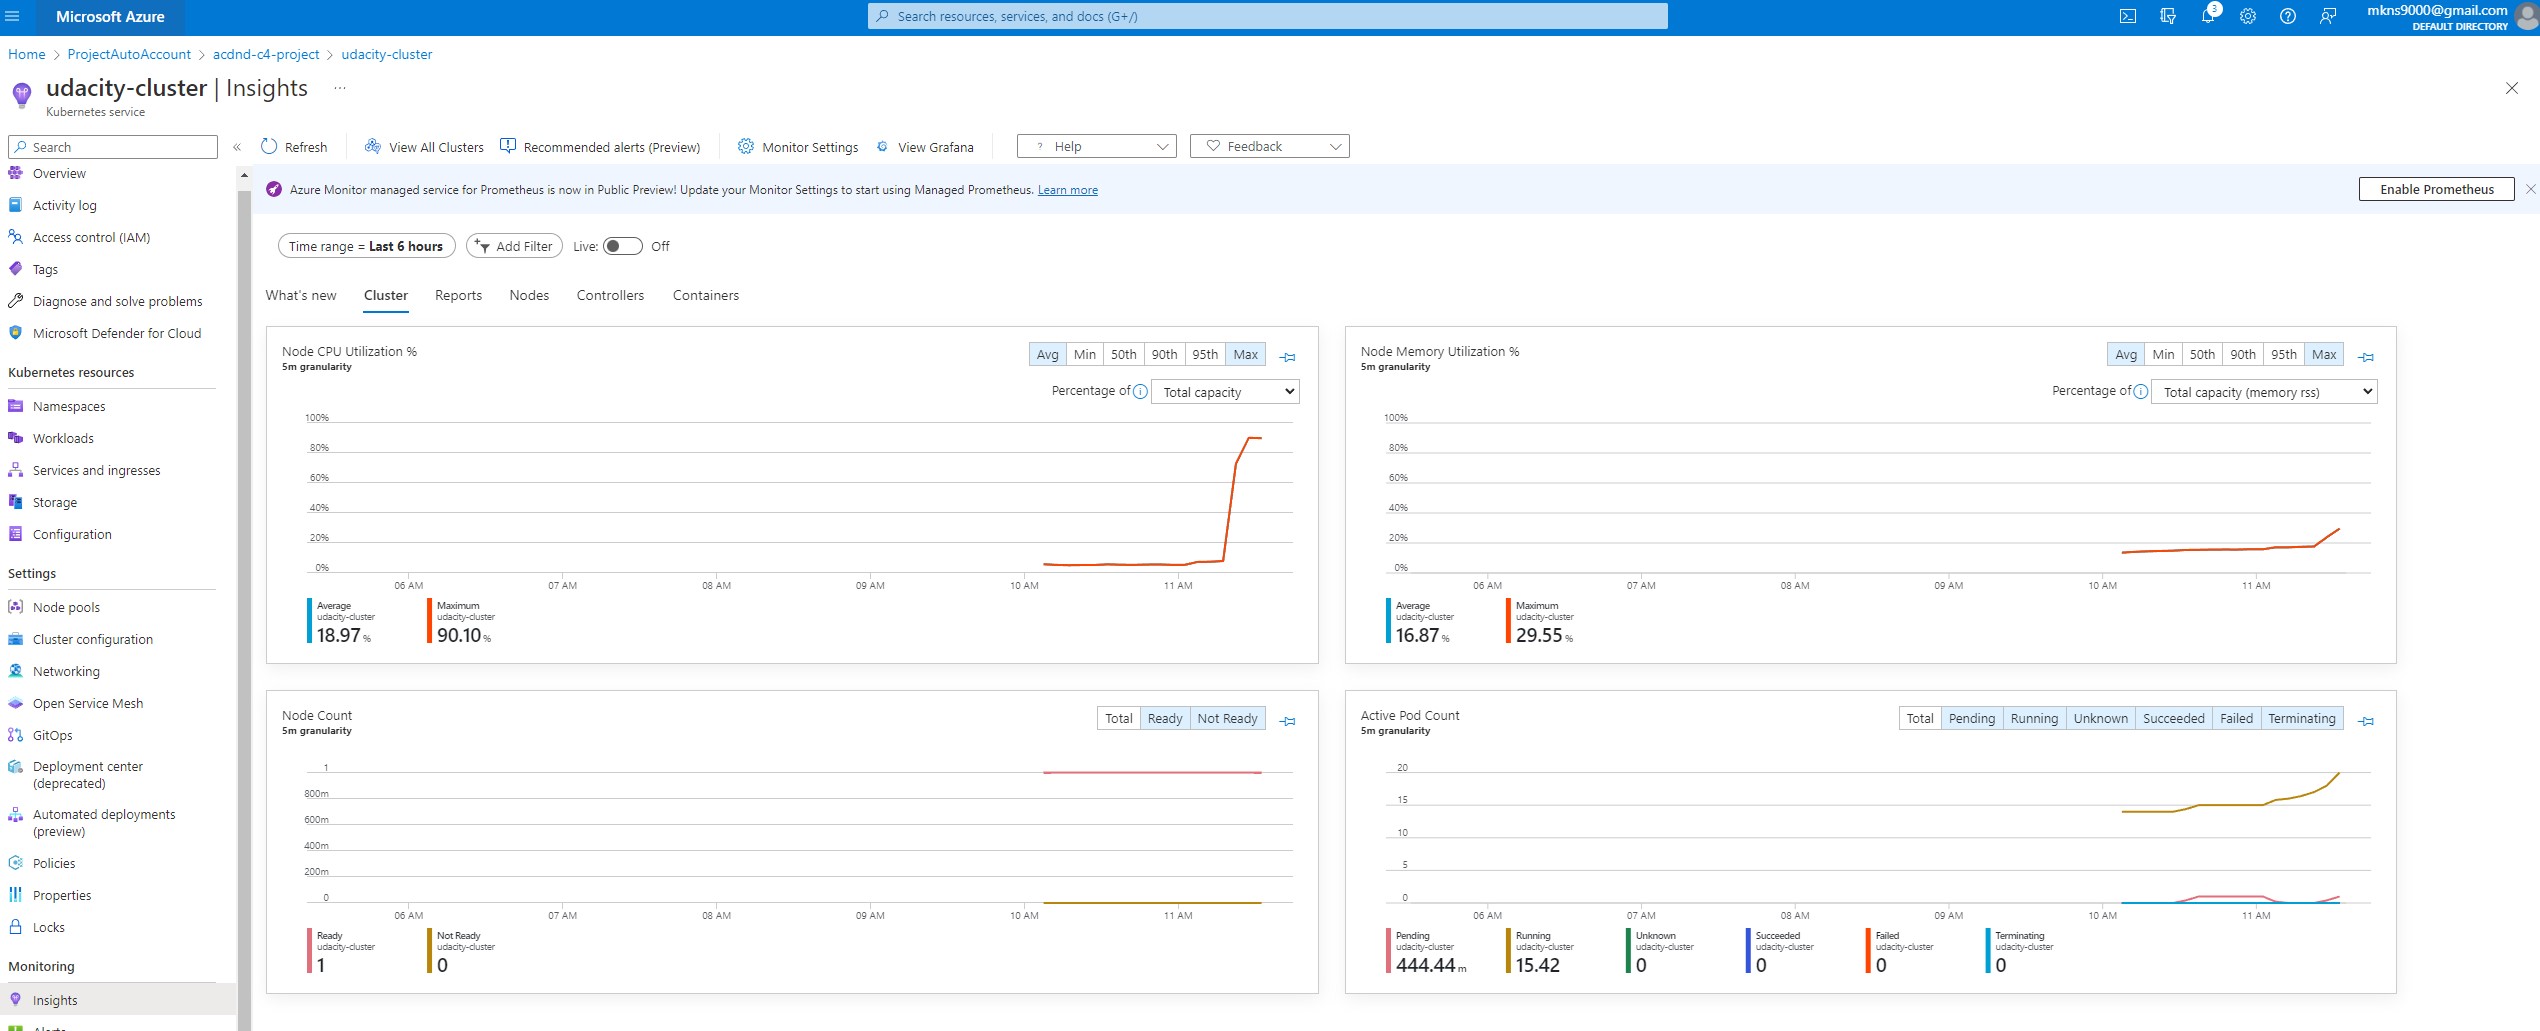 Microsoft Azure
Search resources, services, and docs (G+/)
3
mkns9000@gmail.com
DEFAULT DIRECTORY
Home > ProjectAutoAccount > acdnd-c4-project > udacity-cluster
udacity-cluster | Insights ...
Kubernetes service
Search
«
Refresh
View All Clusters
Recommended alerts (Preview)
Monitor Settings
View Grafana
? Help
Feedback
Overview
Activity log
Access control (IAM)
Tags
Diagnose and solve problems
Microsoft Defender for Cloud
Kubernetes resources
Namespaces
Workloads
Services and ingresses
Storage
Configuration
Settings
Node pools
Cluster configuration
Networking
Open Service Mesh
GitOps
Deployment center
(deprecated)
Automated deployments
(preview)
Policies
Properties
Locks
Monitoring
Insights
Azure Monitor managed service for Prometheus is now in Public Preview! Update your Monitor Settings to start using Managed Prometheus. Learn more
Enable Prometheus
Time range = Last 6 hours
Add Filter
Live: Off
What's new
Cluster
Reports
Nodes
Controllers
Containers
Node CPU Utilization %
5m granularity
Avg Min 50th 90th 95th Max
Percentage of Total capacity
100%
80%
60%
40%
20%
0%
06 AM 07 AM 08 AM 09 AM 10 AM 11 AM
Average
udacity-cluster
18.97 %
Maximum
udacity-cluster
90.10 %
Node Memory Utilization %
5m granularity
Avg Min 50th 90th 95th Max
Percentage of Total capacity (memory rss)
100%
80%
60%
40%
20%
0%
06 AM 07 AM 08 AM 09 AM 10 AM 11 AM
Average
udacity-cluster
16.87 %
Maximum
udacity-cluster
29.55 %
Node Count
5m granularity
Total Ready Not Ready
1
800m
600m
400m
200m
0
06 AM 07 AM 08 AM 09 AM 10 AM 11 AM
Ready
udacity-cluster
1
Not Ready
udacity-cluster
0
Active Pod Count
5m granularity
Total Pending Running Unknown Succeeded Failed Terminating
20
15
10
5
0
06 AM 07 AM 08 AM 09 AM 10 AM 11 AM
Pending
udacity-cluster
444.44 m
Running
udacity-cluster
15.42
Unknown
udacity-cluster
0
Succeeded
udacity-cluster
0
Failed
udacity-cluster
0
Terminating
udacity-cluster
0